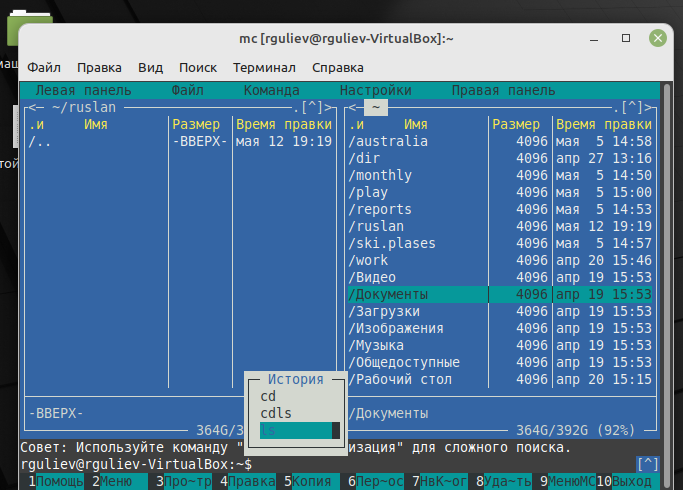 mc [rguliev@rguliev-VirtualBox]:~
Файл Правка Вид Поиск Терминал Справка
Левая панель Файл Команда Настройки Правая панель
<─ ~/ruslan .[^]>
.и Имя Размер Время правки
/.. -ВВЕРХ- мая 12 19:19
-ВВЕРХ-
<─ ~ .[^]>
.и Имя Размер Время правки
/australia 4096 мая 5 14:58
/dir 4096 апр 27 13:16
/monthly 4096 мая 5 14:50
/play 4096 мая 5 15:00
/reports 4096 мая 5 14:53
/ruslan 4096 мая 12 19:19
/ski.plases 4096 мая 5 14:57
/work 4096 апр 20 15:46
/Видео 4096 апр 19 15:53
/Документы 4096 апр 19 15:53
/Загрузки 4096 апр 19 15:53
/Изображения 4096 апр 19 15:53
/Музыка 4096 апр 19 15:53
/Общедоступные 4096 апр 19 15:53
/Рабочий стол 4096 апр 20 15:15
/Документы
364G/392G (92%)
История
cd
cdls
ls
Совет: Используйте команду "
для сложного поиска.
rguliev@rguliev-VirtualBox:~$ [^]
1Помощь 2Меню 3Про~тр 4Правка 5Копия 6Пер~ос 7НвК~ог 8Уда~ть 9МенюMC 10Выход